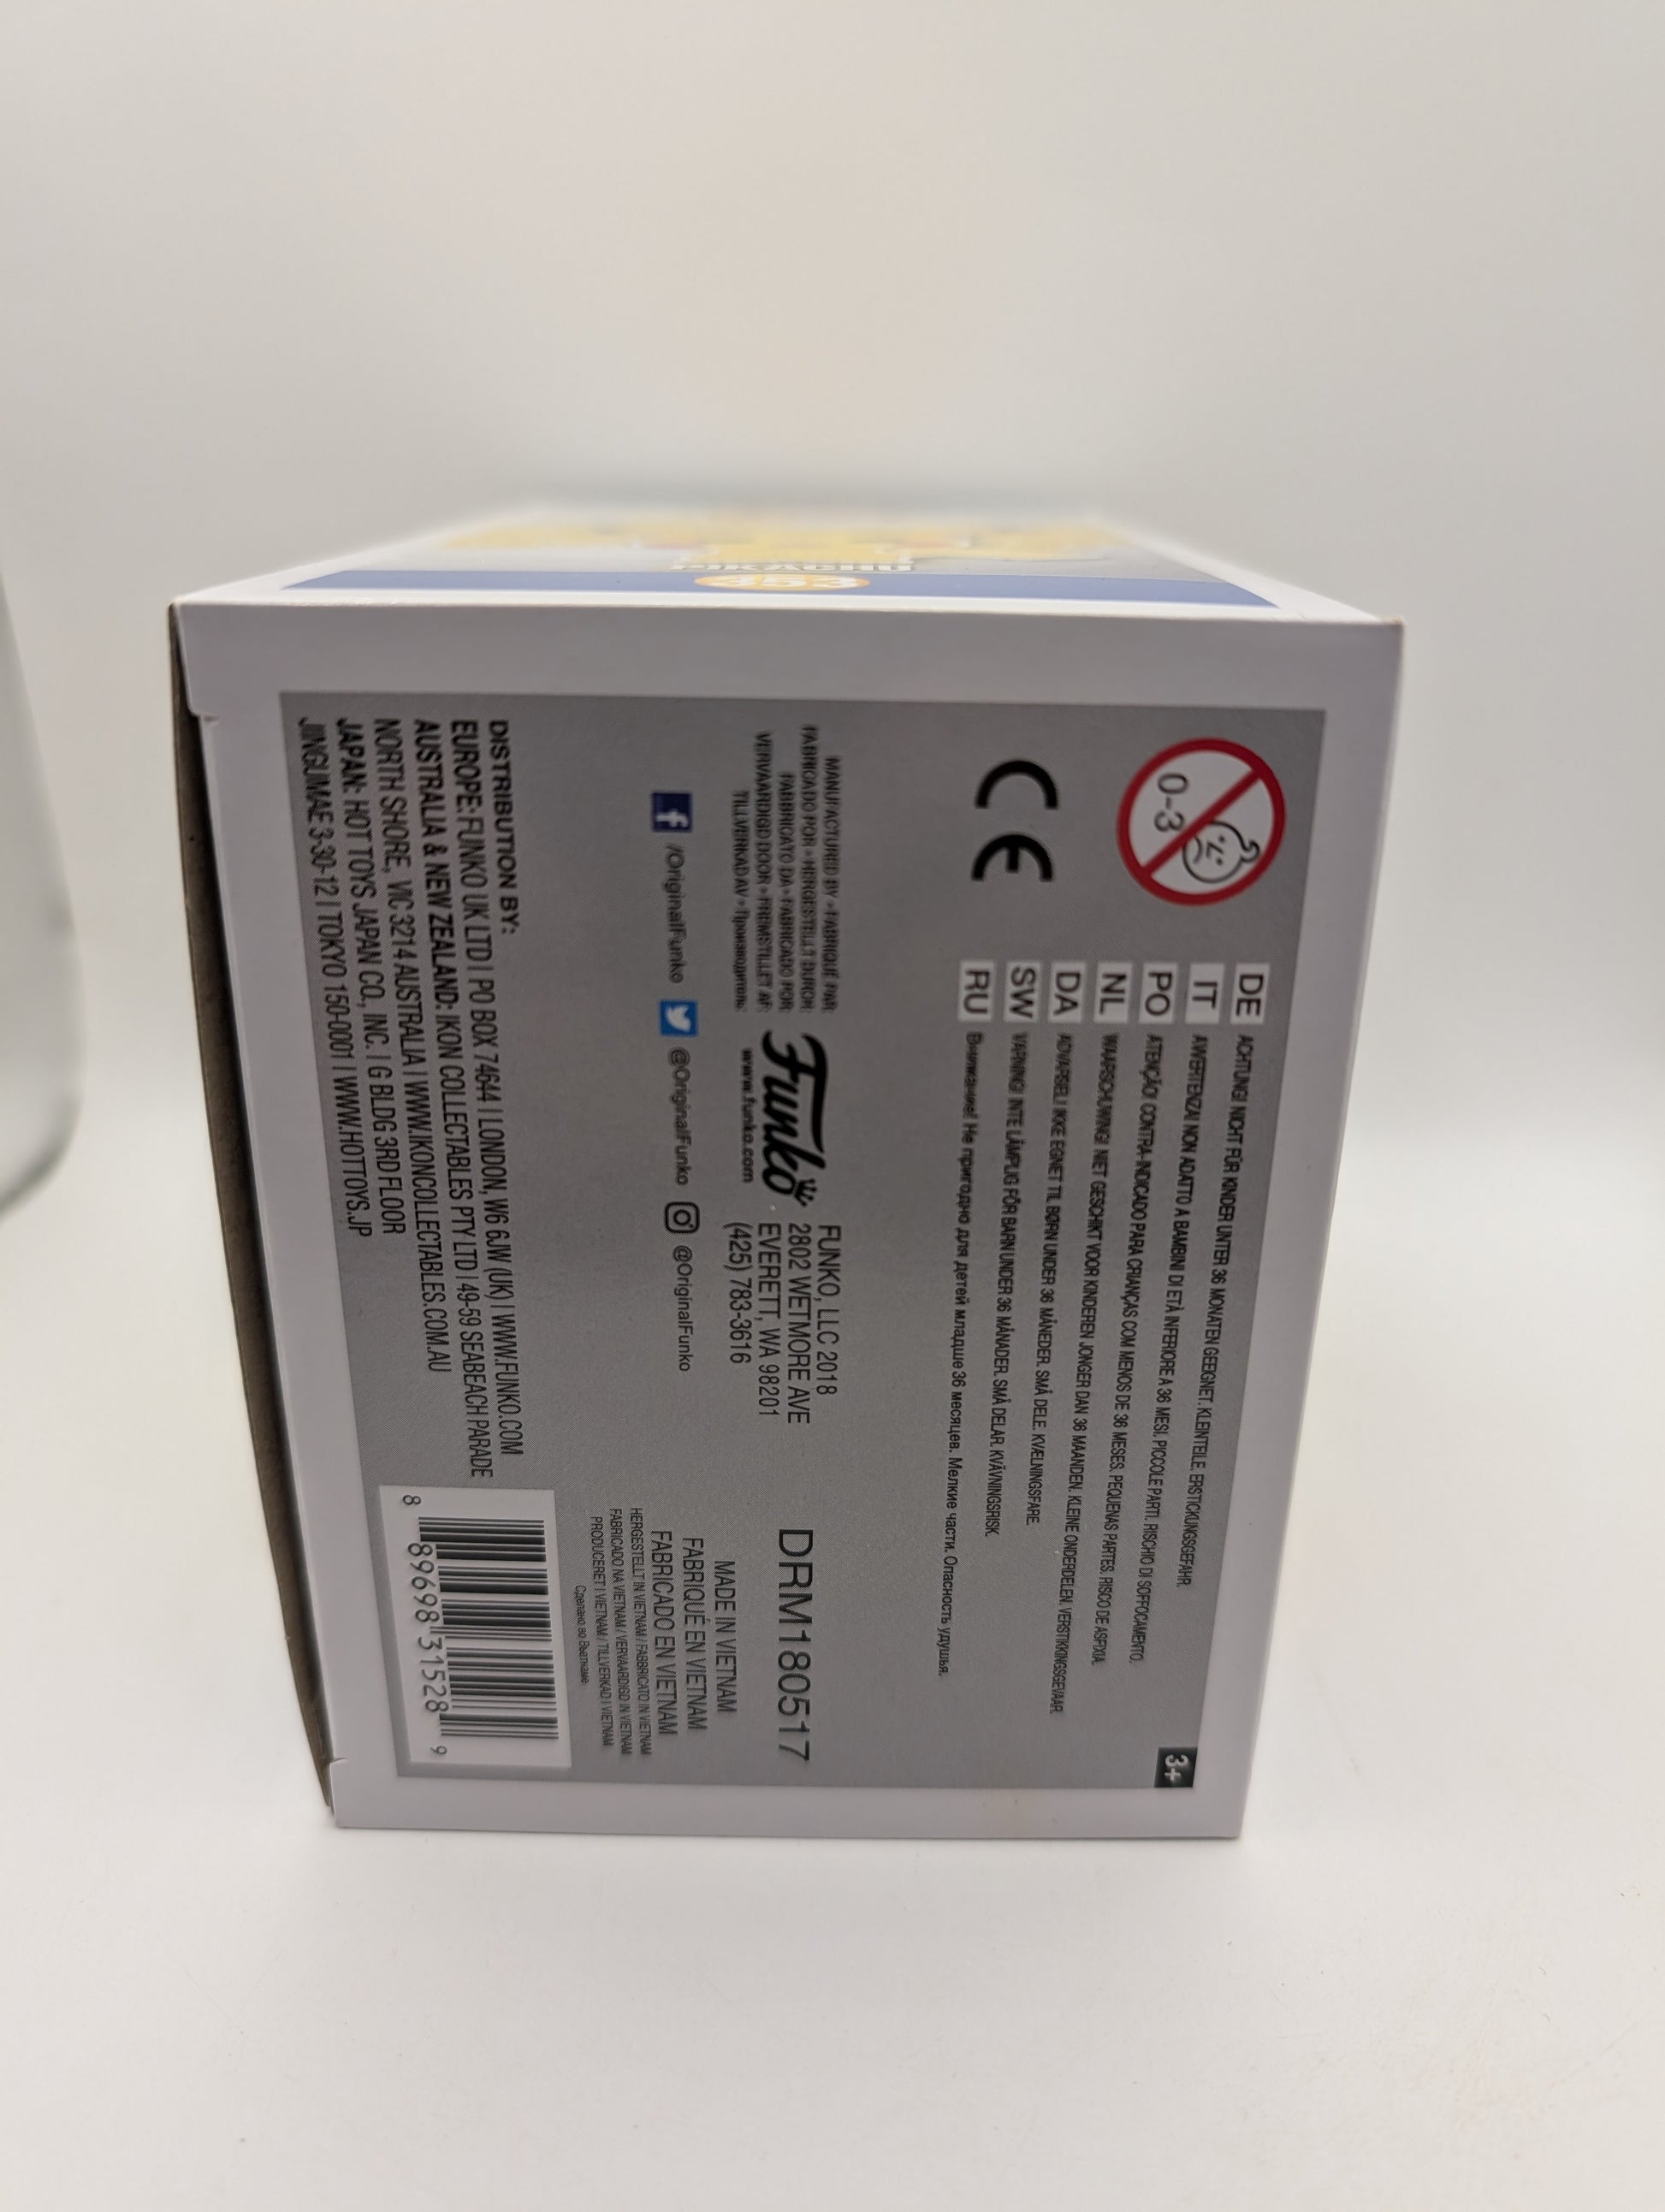 PIKACHU
353
0-3
CE
DE ACHTUNG! NICHT FÜR KINDER UNTER 36 MONATEN GEEIGNET. KLEINTEILE. ERSTICKUNGSGEFAHR.
IT AVVERTENZA! NON ADATTO A BAMBINI DI ETÀ INFERIORE A 36 MESI. PICCOLE PARTI. RISCHIO DI SOFFOCAMENTO.
PO ATENÇÃO! CONTRA-INDICADO PARA CRIANÇAS COM MENOS DE 36 MESES. PEQUENAS PARTES. RISCO DE ASFIXIA.
NL WAARSCHUWING! NIET GESCHIKT VOOR KINDEREN JONGER DAN 36 MAANDEN. KLEINE ONDERDELEN. VERSTIKKINGSGEVAAR.
DA ADVARSEL! IKKE EGNET TIL BØRN UNDER 36 MÅNEDER. SMÅ DELE. KVÆLNINGSFARE.
SW VARNING! INTE LÄMPLIG FÖR BARN UNDER 36 MÅNADER. SMÅ DELAR. KVÄVNINGSRISK.
RU Внимание! Не пригодно для детей младше 36 месяцев. Мелкие части. Опасность удушья.
3+
MANUFACTURED BY • FABRIQUÉ PAR:
FABRICADO POR • HERGESTELLT DURCH:
FABBRICATO DA • FABRICADO POR:
VERVAARDIGD DOOR • FREMSTILLET AF:
TILLVERKAD AV • Производитель:
Funko
www.funko.com
FUNKO, LLC 2018
2802 WETMORE AVE
EVERETT, WA 98201
(425) 783-3616
DRM180517
f /OriginalFunko @OriginalFunko @OriginalFunko
MADE IN VIETNAM
FABRIQUÉ EN VIETNAM
FABRICADO EN VIETNAM
HERGESTELLT IN VIETNAM / FABBRICATO IN VIETNAM
FABRICADO NA VIETNAM / VERVAARDIGD IN VIETNAM
PRODUCERET I VIETNAM / TILLVERKAD I VIETNAM
Сделано во Вьетнаме
DISTRIBUTION BY:
EUROPE: FUNKO UK LTD | PO BOX 74644 | LONDON, W6 6JW (UK) | WWW.FUNKO.COM
AUSTRALIA & NEW ZEALAND: IKON COLLECTABLES PTY LTD | 49-59 SEABEACH PARADE
NORTH SHORE, VIC 3214 AUSTRALIA | WWW.IKONCOLLECTABLES.COM.AU
JAPAN: HOT TOYS JAPAN CO., INC. | G BLDG 3RD FLOOR
JINGUMAE 3-30-12 | TOKYO 150-0001 | WWW.HOTTOYS.JP
8 89698 31528 9